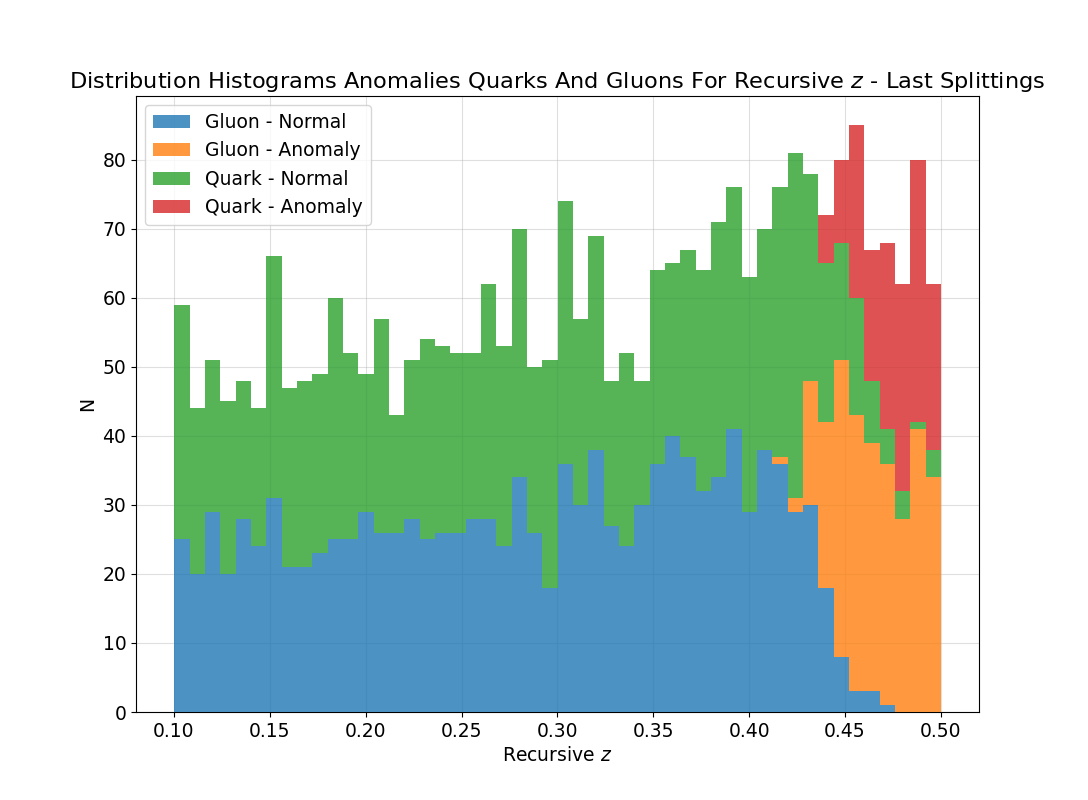 Distribution Histograms Anomalies Quarks And Gluons For Recursive z - Last Splittings
Gluon - Normal
Gluon - Anomaly
Quark - Normal
Quark - Anomaly
80
70
60
50
40
30
20
10
0
N
0.10 0.15 0.20 0.25 0.30 0.35 0.40 0.45 0.50
Recursive z